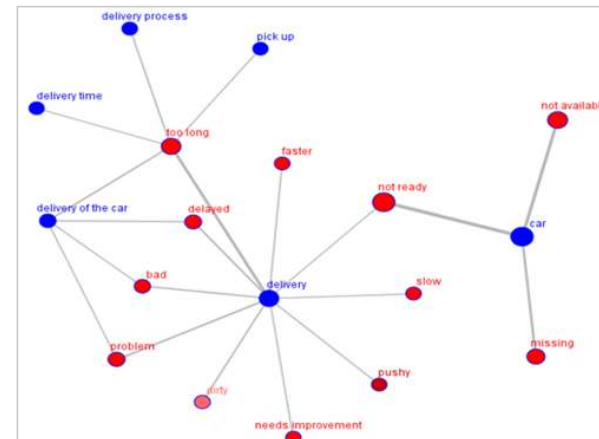 delivery process
pick up
delivery time
not availabl
too long
faster
not ready
delivery of the car
delayed
car
bad
delivery
slow
problem
missing
pushy
dirty
needs improvement